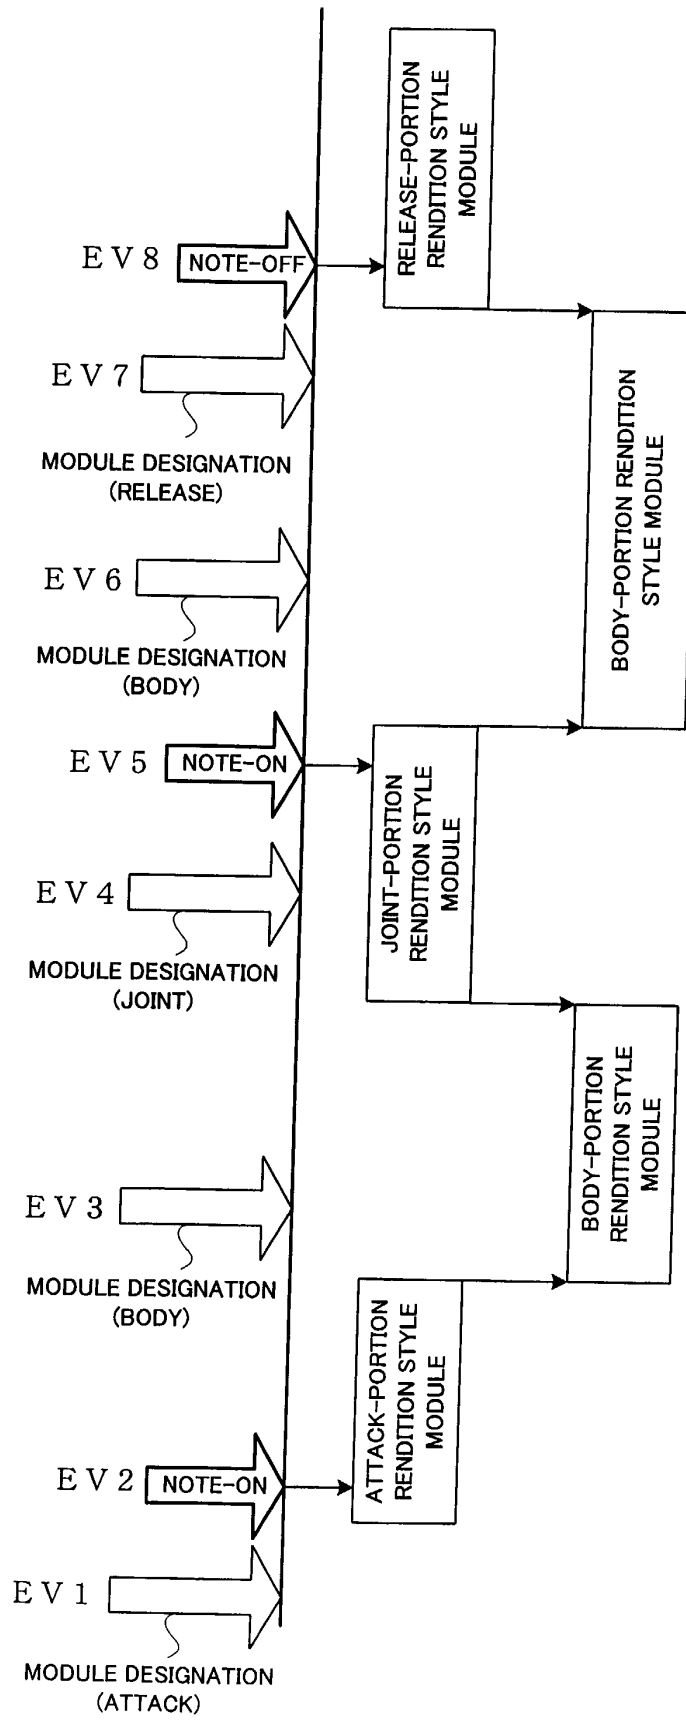 EV8
NOTE-OFF
EV7
MODULE DESIGNATION
(RELEASE)
EV6
MODULE DESIGNATION
(BODY)
EV5
NOTE-ON
EV4
MODULE DESIGNATION
(JOINT)
EV3
MODULE DESIGNATION
(BODY)
EV2
NOTE-ON
EV1
MODULE DESIGNATION
(ATTACK)
RELEASE-PORTION
RENDITION STYLE
MODULE
BODY-PORTION RENDITION
STYLE MODULE
JOINT-PORTION
RENDITION STYLE
MODULE
BODY-PORTION
RENDITION STYLE
MODULE
ATTACK-PORTION
RENDITION STYLE
MODULE